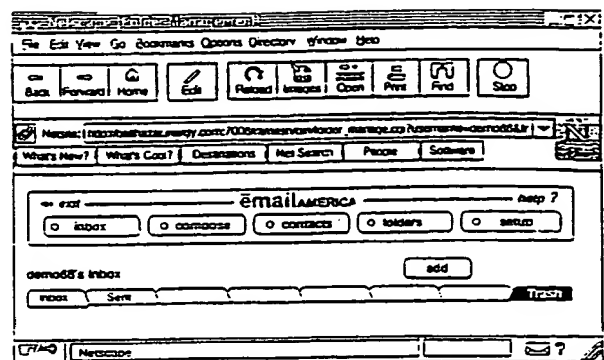 File Edit View Go Bookmarks Options Directory Window Help
Back Forward Home Edit Reload Images Open Print Find Stop
Netsite:
What's New? What's Cool? Destinations Net Search People Software
exit ēmailAMERICA help ?
inbox compose contacts folders setup
demo68's Inbox add
Inbox Sent Trash
Netscape ?